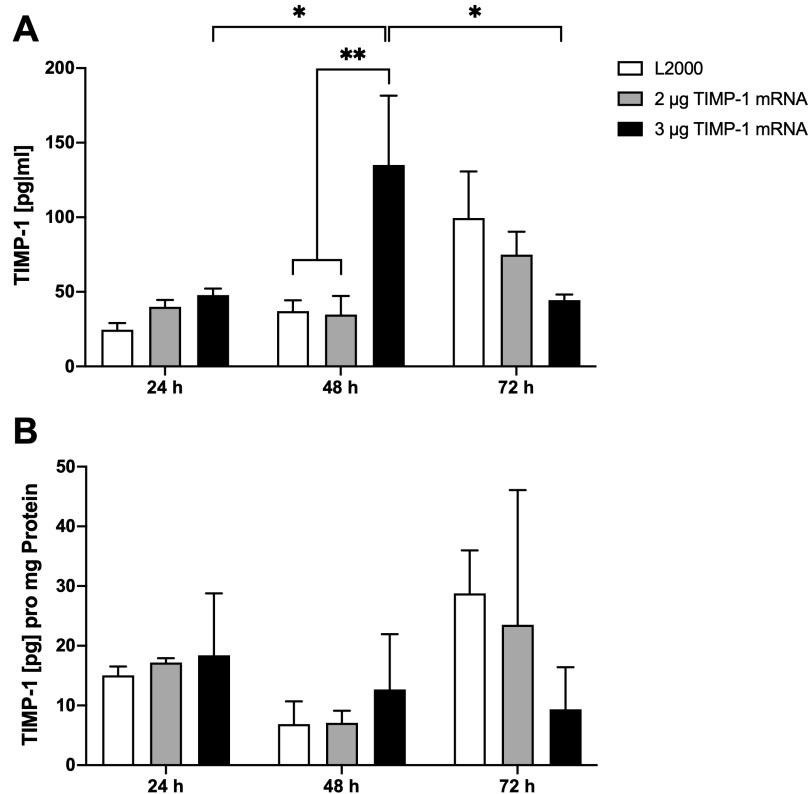 A
*
*
**
L2000
2 µg TIMP-1 mRNA
3 µg TIMP-1 mRNA
TIMP-1 [pg|ml]
200
150
100
50
0
24 h
48 h
72 h
B
TIMP-1 [pg] pro mg Protein
50
40
30
20
10
0
24 h
48 h
72 h